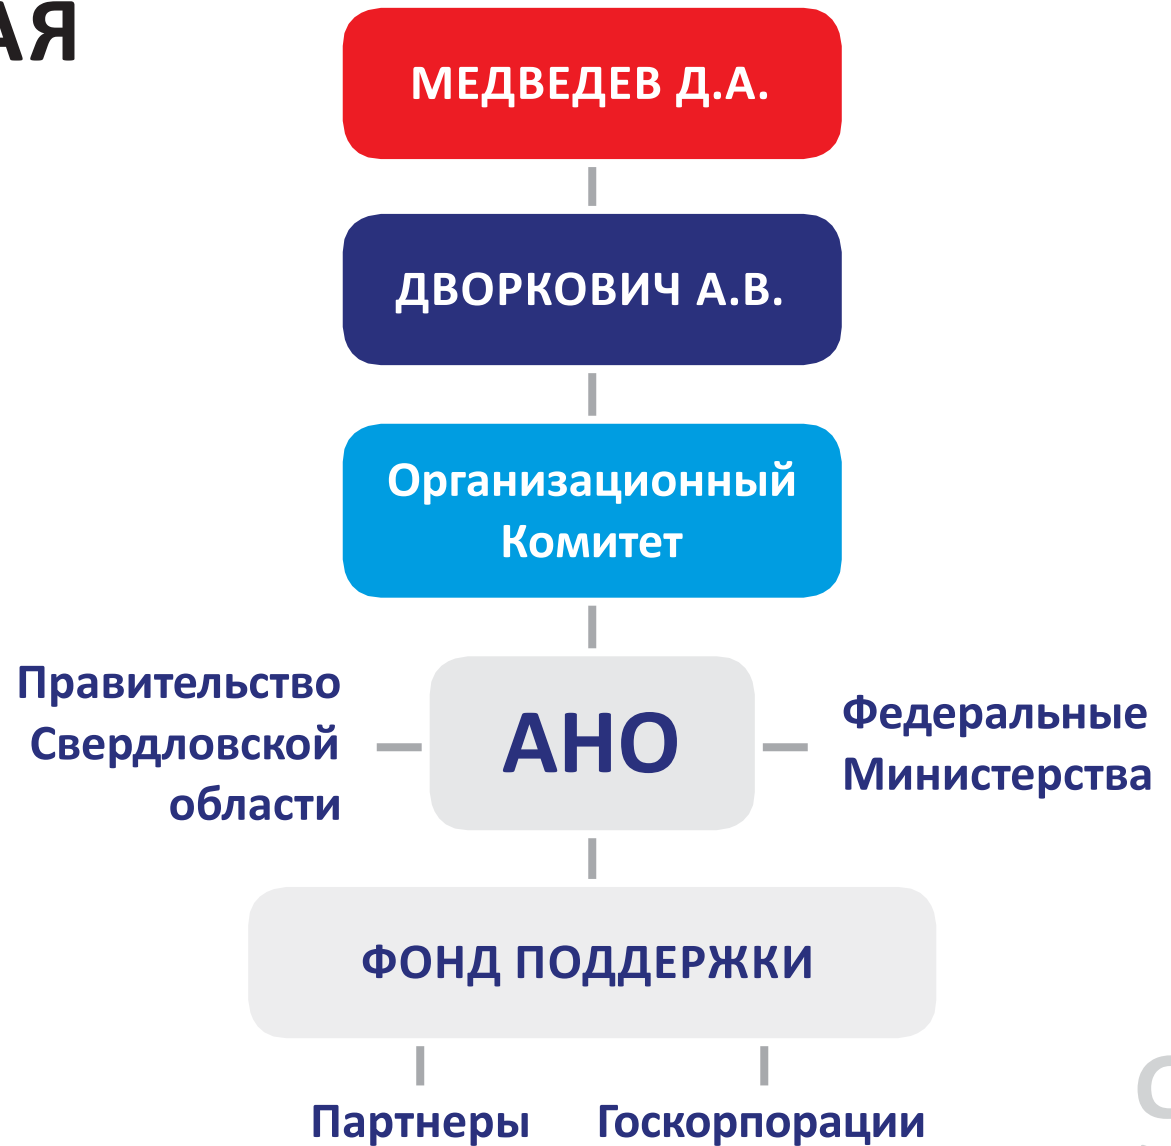 АЯ
МЕДВЕДЕВ Д.А.
ДВОРКОВИЧ А.В.
Организационный
Комитет
Правительство
Свердловской
области
АНО
Федеральные
Министерства
ФОНД ПОДДЕРЖКИ
Партнеры
Госкорпорации